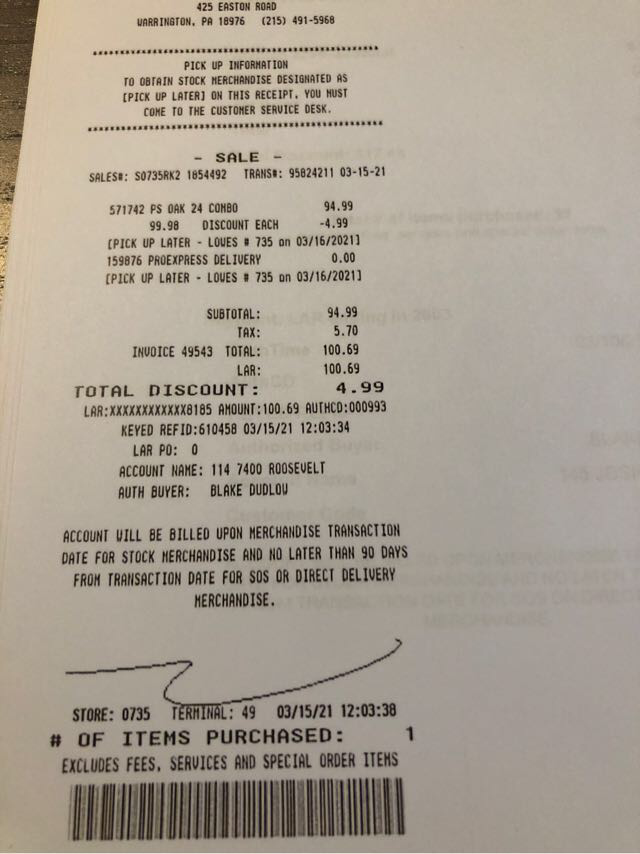 425 EASTON ROAD
WARRINGTON, PA 18976 (215) 491-5968
PICK UP INFORMATION
TO OBTAIN STOCK MERCHANDISE DESIGNATED AS
[PICK UP LATER] ON THIS RECEIPT, YOU MUST
COME TO THE CUSTOMER SERVICE DESK.
- SALE -
SALES#: S0735RK2 1854492 TRANS#: 95824211 03-15-21
571742 PS OAK 24 COMBO 94.99
99.98 DISCOUNT EACH -4.99
[PICK UP LATER - LOWES # 735 on 03/16/2021]
159876 PROEXPRESS DELIVERY 0.00
[PICK UP LATER - LOWES # 735 on 03/16/2021]
SUBTOTAL: 94.99
TAX: 5.70
INVOICE 49543 TOTAL: 100.69
LAR: 100.69
TOTAL DISCOUNT: 4.99
LAR:XXXXXXXXXXXX8185 AMOUNT:100.69 AUTHCD:000993
KEYED REFID:610458 03/15/21 12:03:34
LAR PO: 0
ACCOUNT NAME: 114 7400 ROOSEVELT
AUTH BUYER: BLAKE DUDLOW
ACCOUNT WILL BE BILLED UPON MERCHANDISE TRANSACTION
DATE FOR STOCK MERCHANDISE AND NO LATER THAN 90 DAYS
FROM TRANSACTION DATE FOR SOS OR DIRECT DELIVERY
MERCHANDISE.
STORE: 0735 TERMINAL: 49 03/15/21 12:03:38
# OF ITEMS PURCHASED: 1
EXCLUDES FEES, SERVICES AND SPECIAL ORDER ITEMS